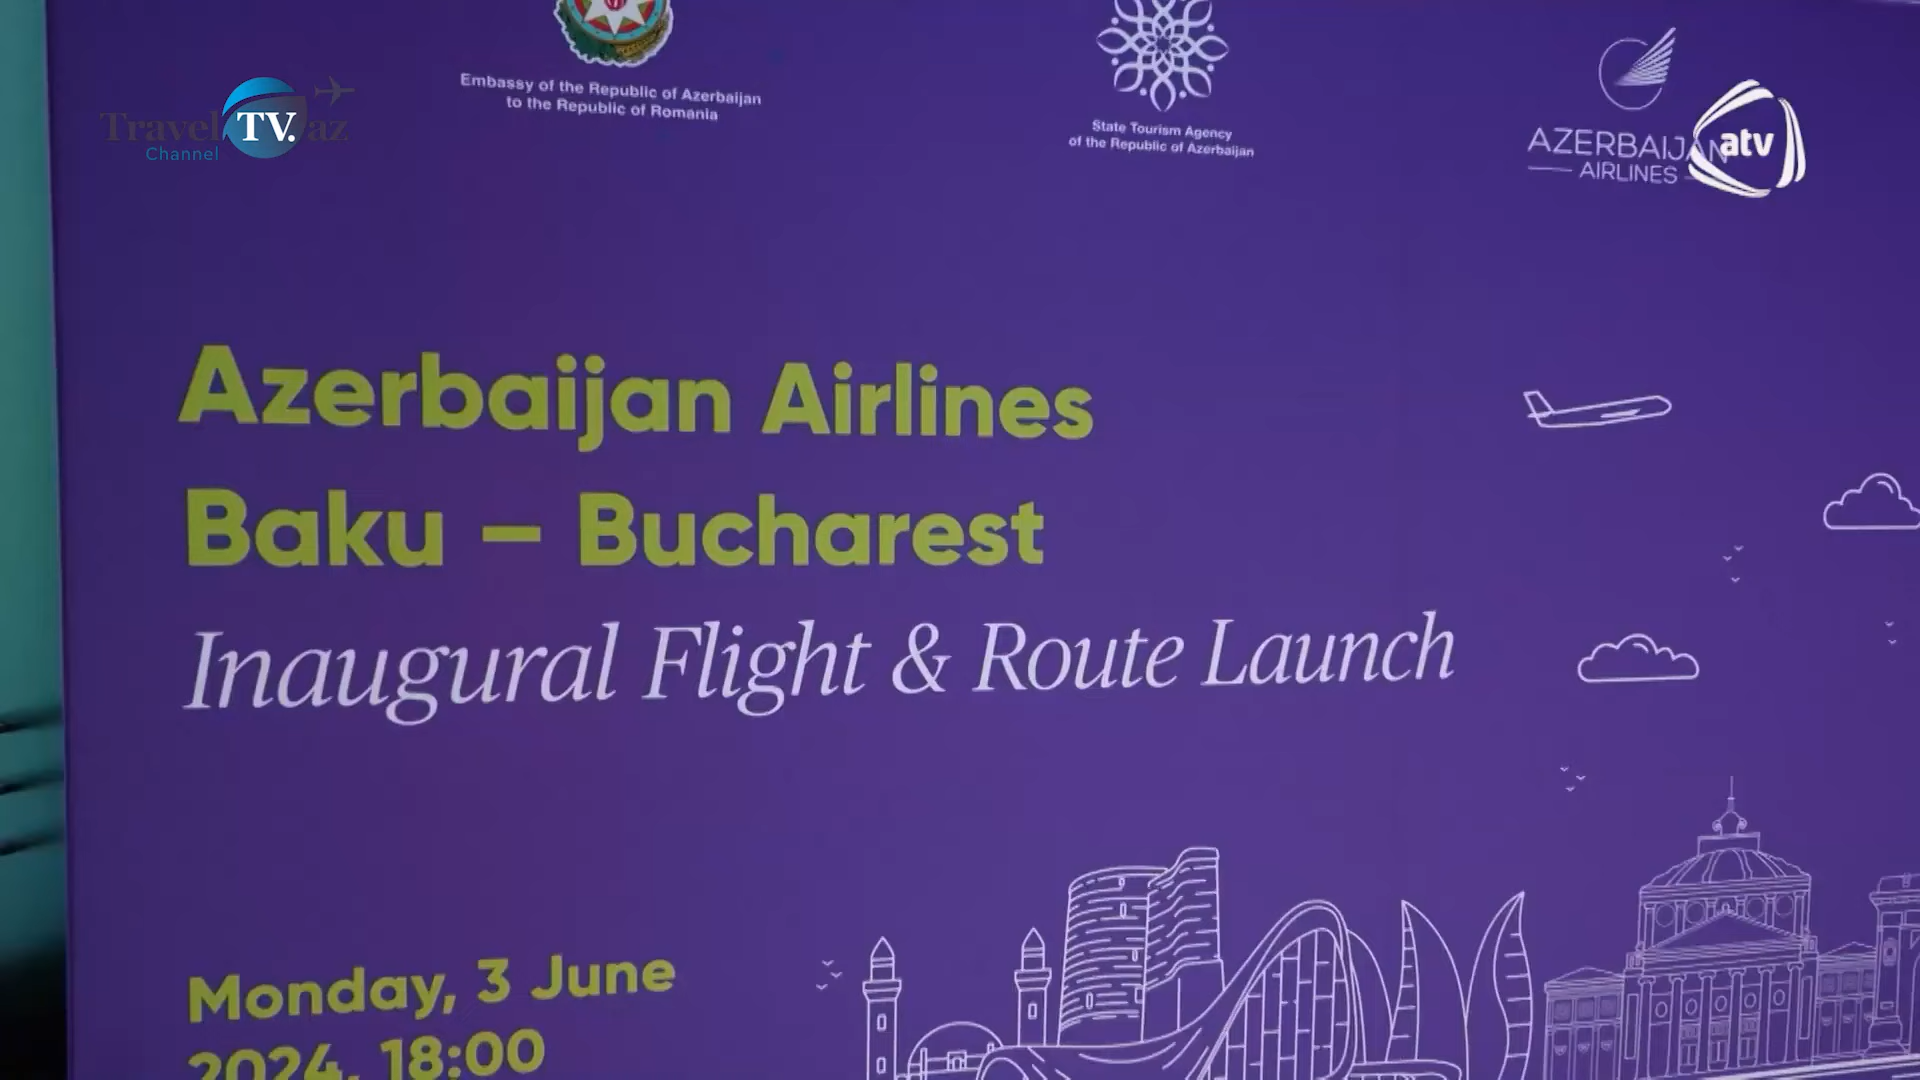 Embassy of the Republic of Azerbaijan
to the Republic of Romania
State Tourism Agency
of the Republic of Azerbaijan
AZERBAIJAN
AIRLINES
Travel TV.az
Channel
atv
Azerbaijan Airlines
Baku – Bucharest
Inaugural Flight & Route Launch
Monday, 3 June
2024, 18:00